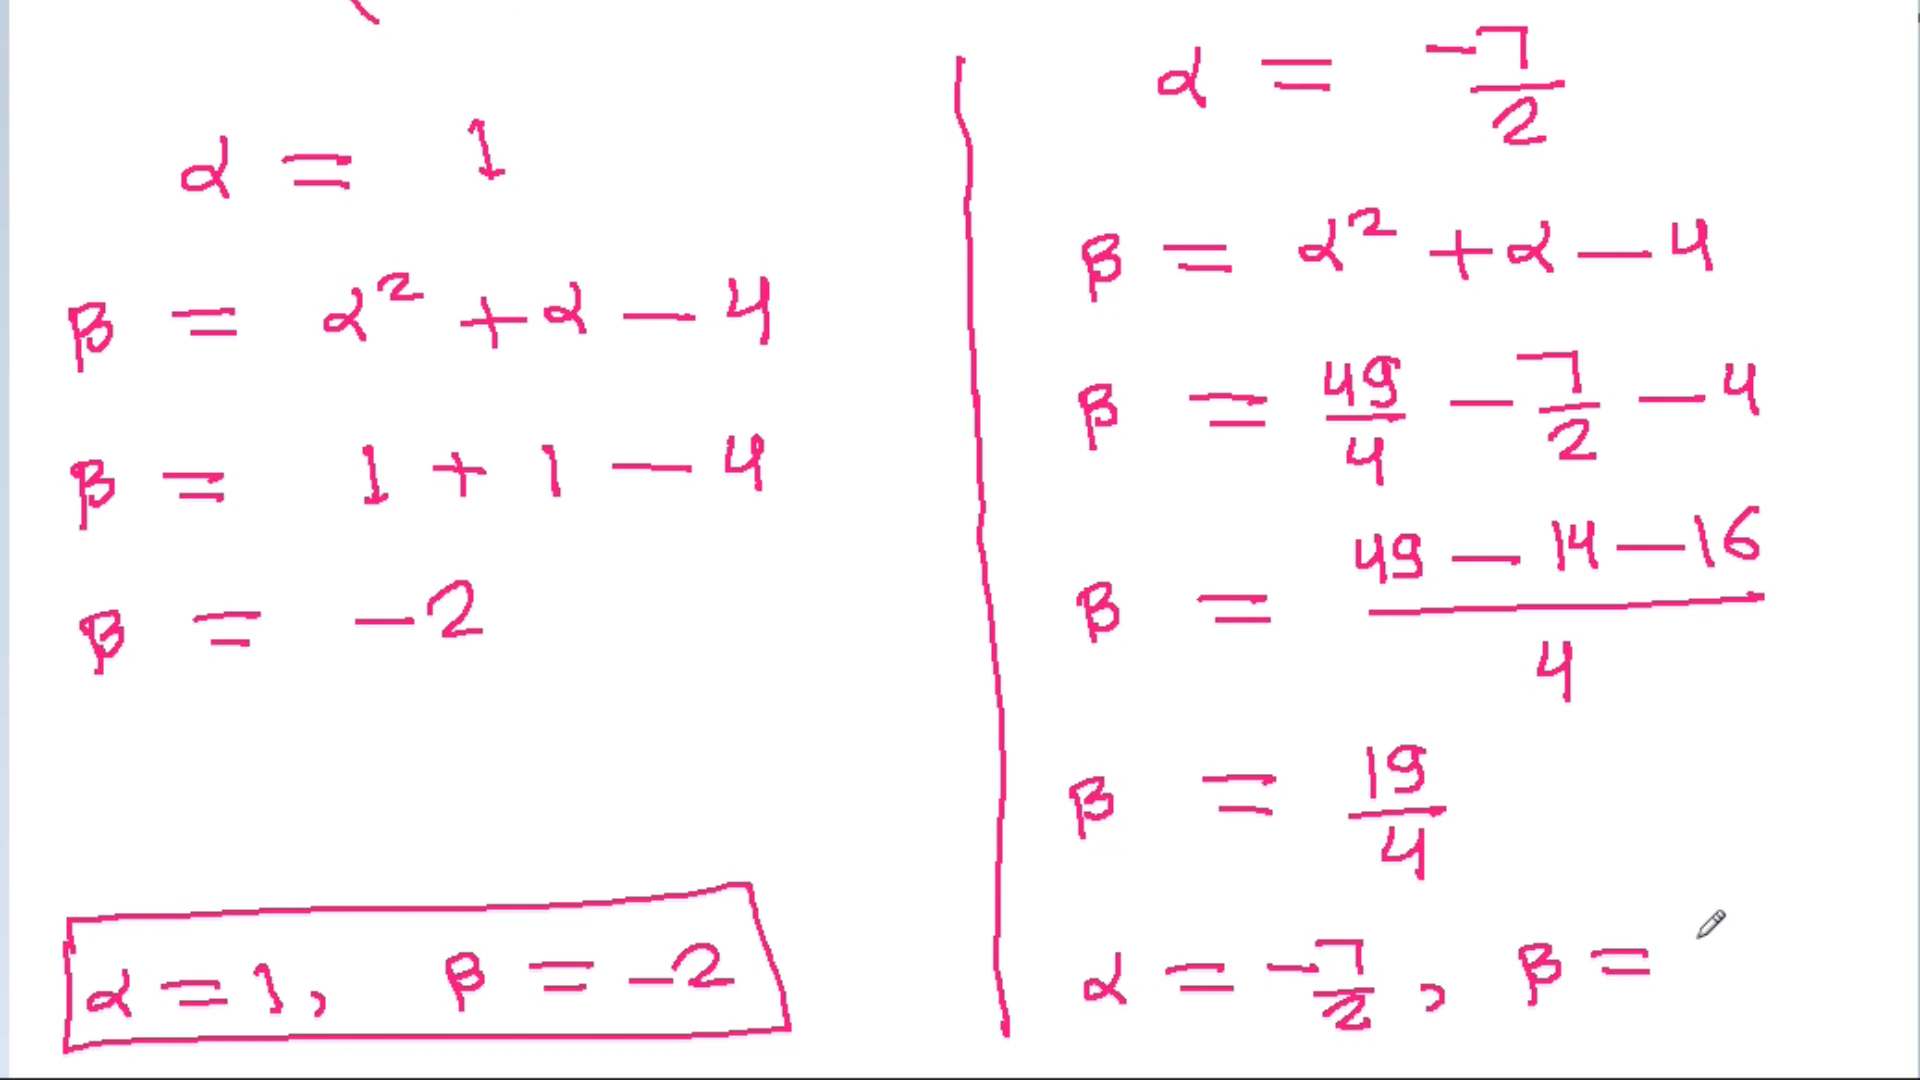 α = 1
β = α² + α - 4
β = 1 + 1 - 4
β = -2
α = 1, β = -2
α = -7/2
β = α² + α - 4
β = 49/4 - 7/2 - 4
β = (49 - 14 - 16)/4
β = 19/4
α = -7/2, β =